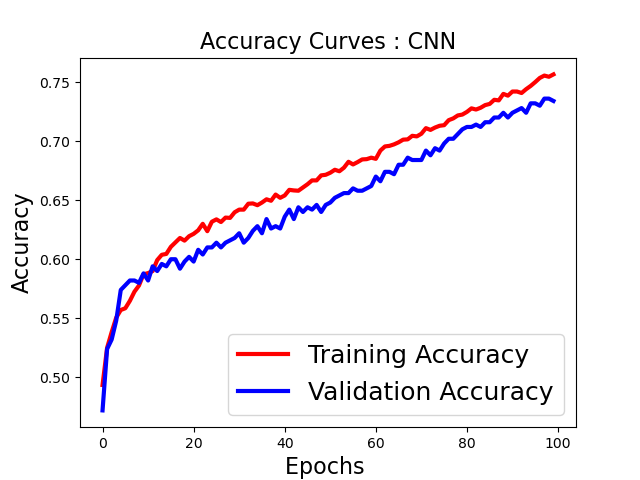 Accuracy Curves : CNN
Accuracy
0.75
0.70
0.65
0.60
0.55
0.50
Training Accuracy
Validation Accuracy
0 20 40 60 80 100
Epochs